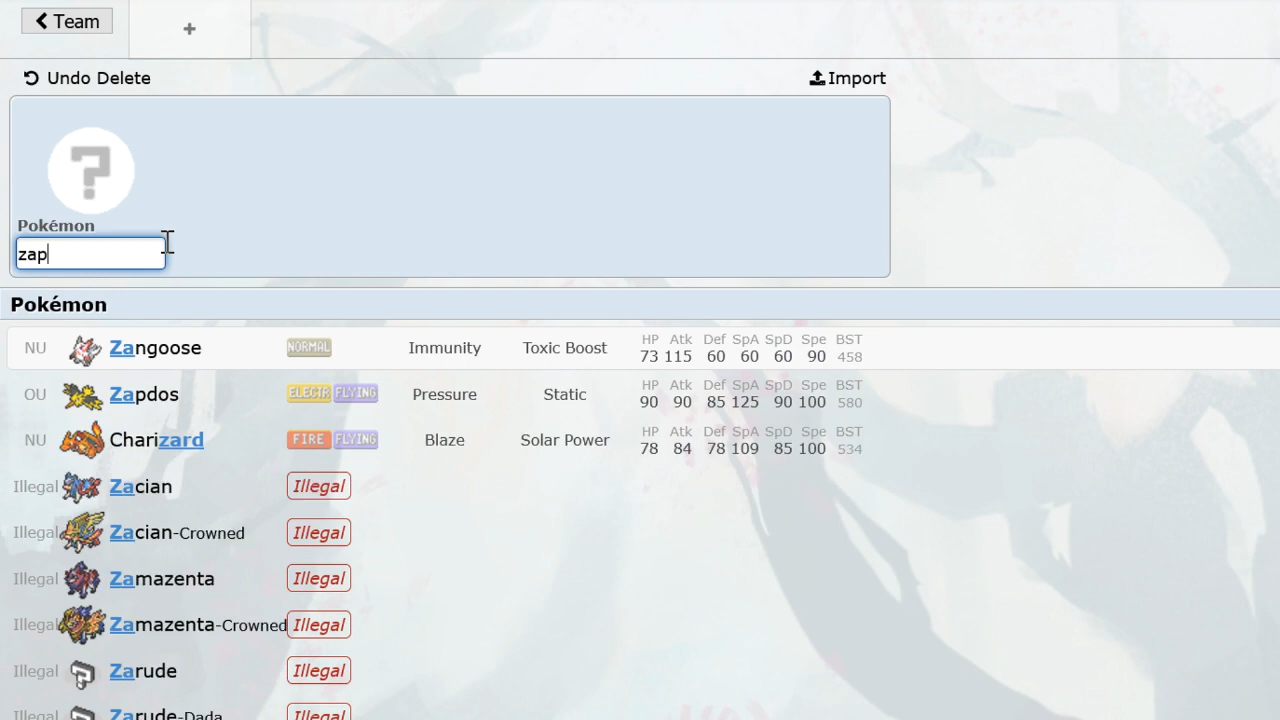 Team
+
Undo Delete
Import
Pokémon
zap
Pokémon
NU Zangoose NORMAL Immunity Toxic Boost HP 73 Atk 115 Def 60 SpA 60 SpD 60 Spe 90 BST 458
OU Zapdos ELECTR FLYING Pressure Static HP 90 Atk 90 Def 85 SpA 125 SpD 90 Spe 100 BST 580
NU Charizard FIRE FLYING Blaze Solar Power HP 78 Atk 84 Def 78 SpA 109 SpD 85 Spe 100 BST 534
Illegal Zacian Illegal
Illegal Zacian-Crowned Illegal
Illegal Zamazenta Illegal
Illegal Zamazenta-Crowned Illegal
Illegal Zarude Illegal
Illegal Zarude-Dada Illegal